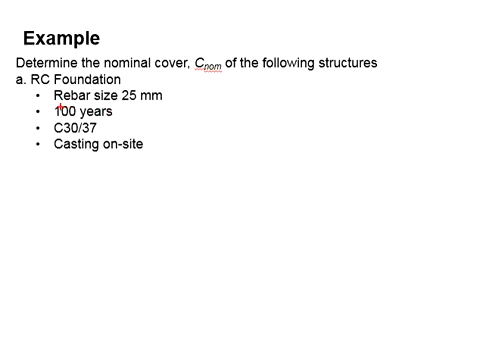 Example
Determine the nominal cover, Cnom of the following structures
a. RC Foundation
• Rebar size 25 mm
• 100 years
• C30/37
• Casting on-site